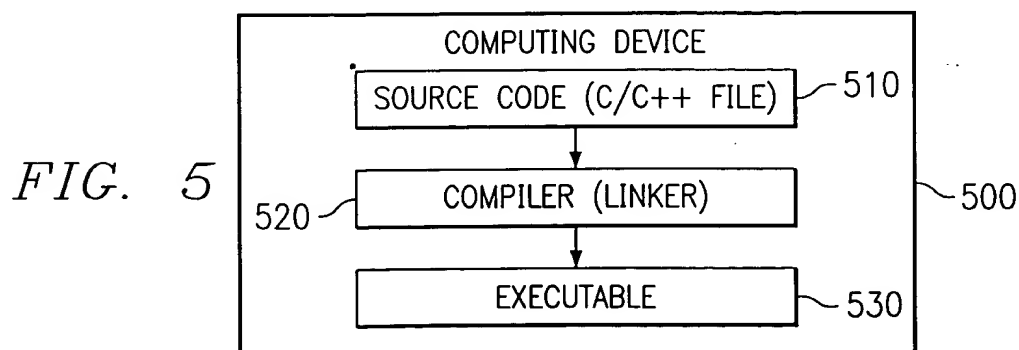 COMPUTING DEVICE
SOURCE CODE (C/C++ FILE)
510
FIG. 5
520
COMPILER (LINKER)
500
EXECUTABLE
530